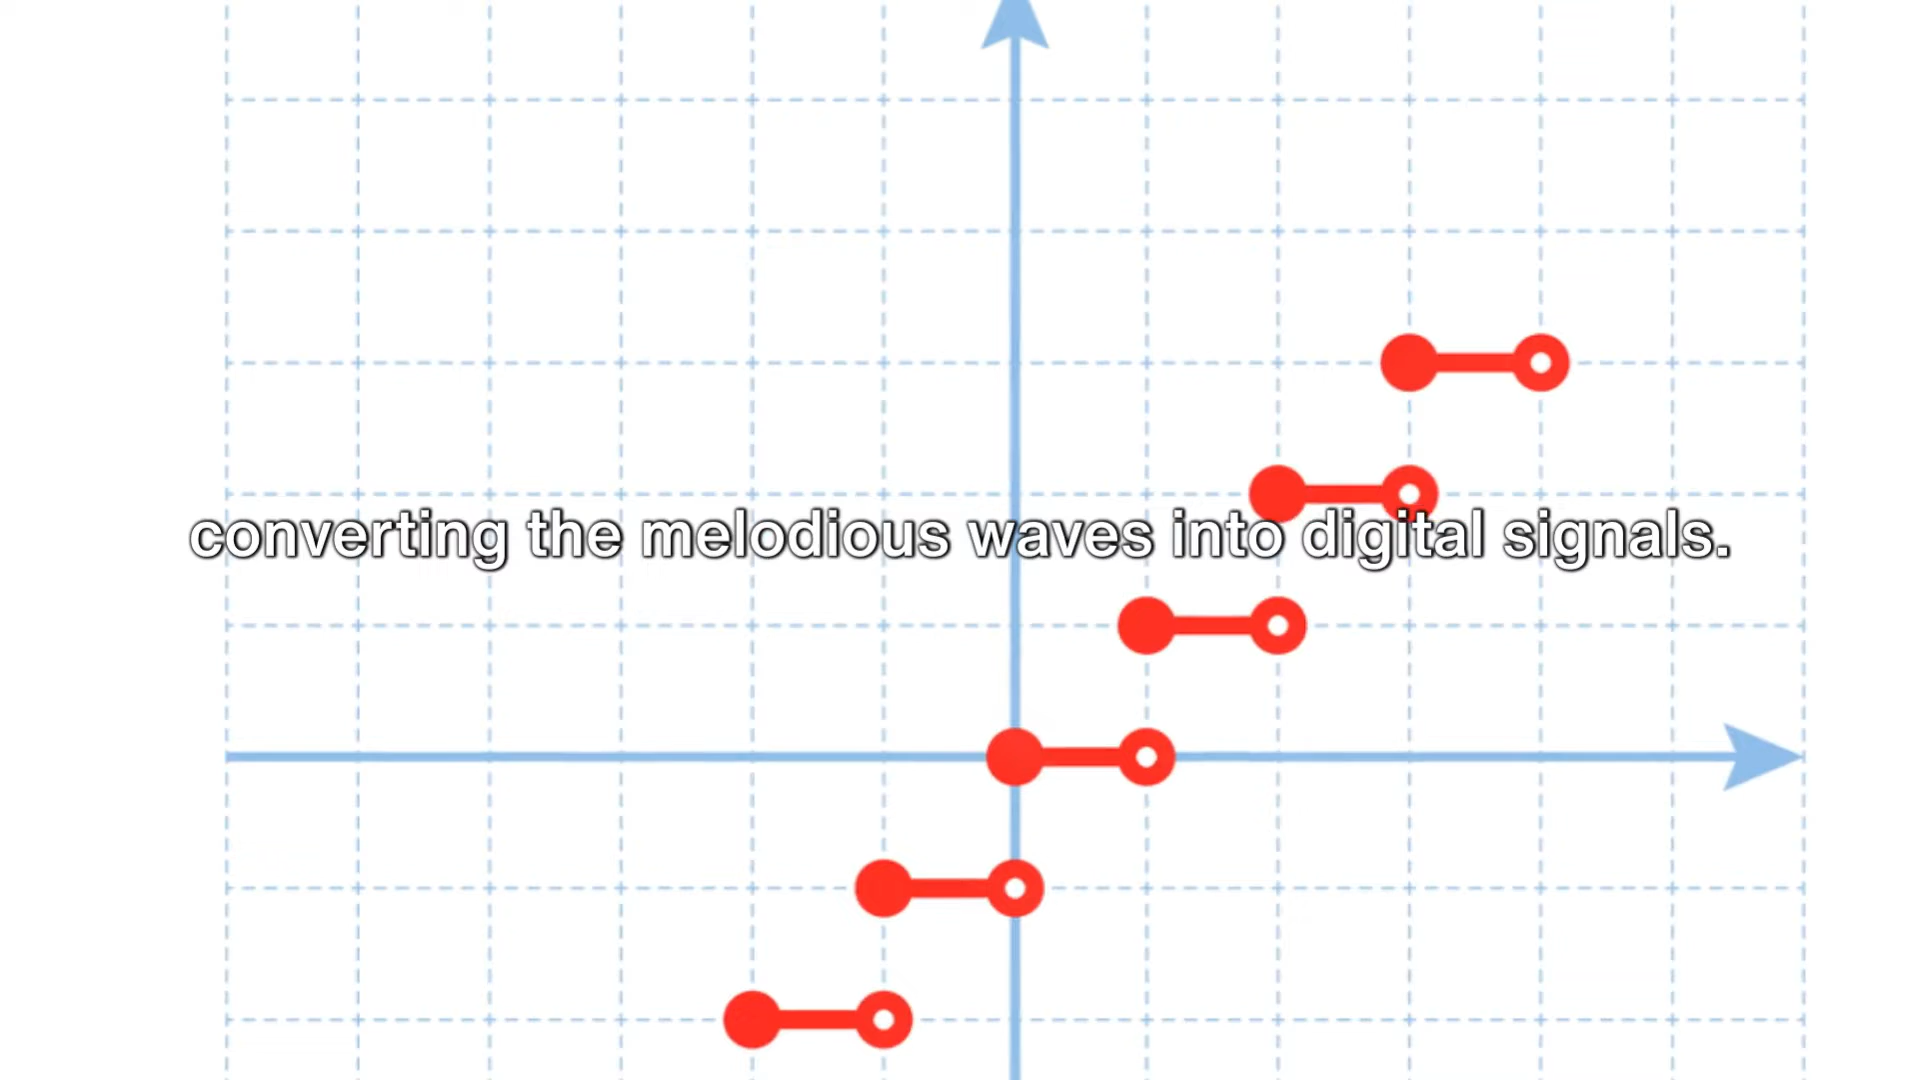 converting the melodious waves into digital signals.